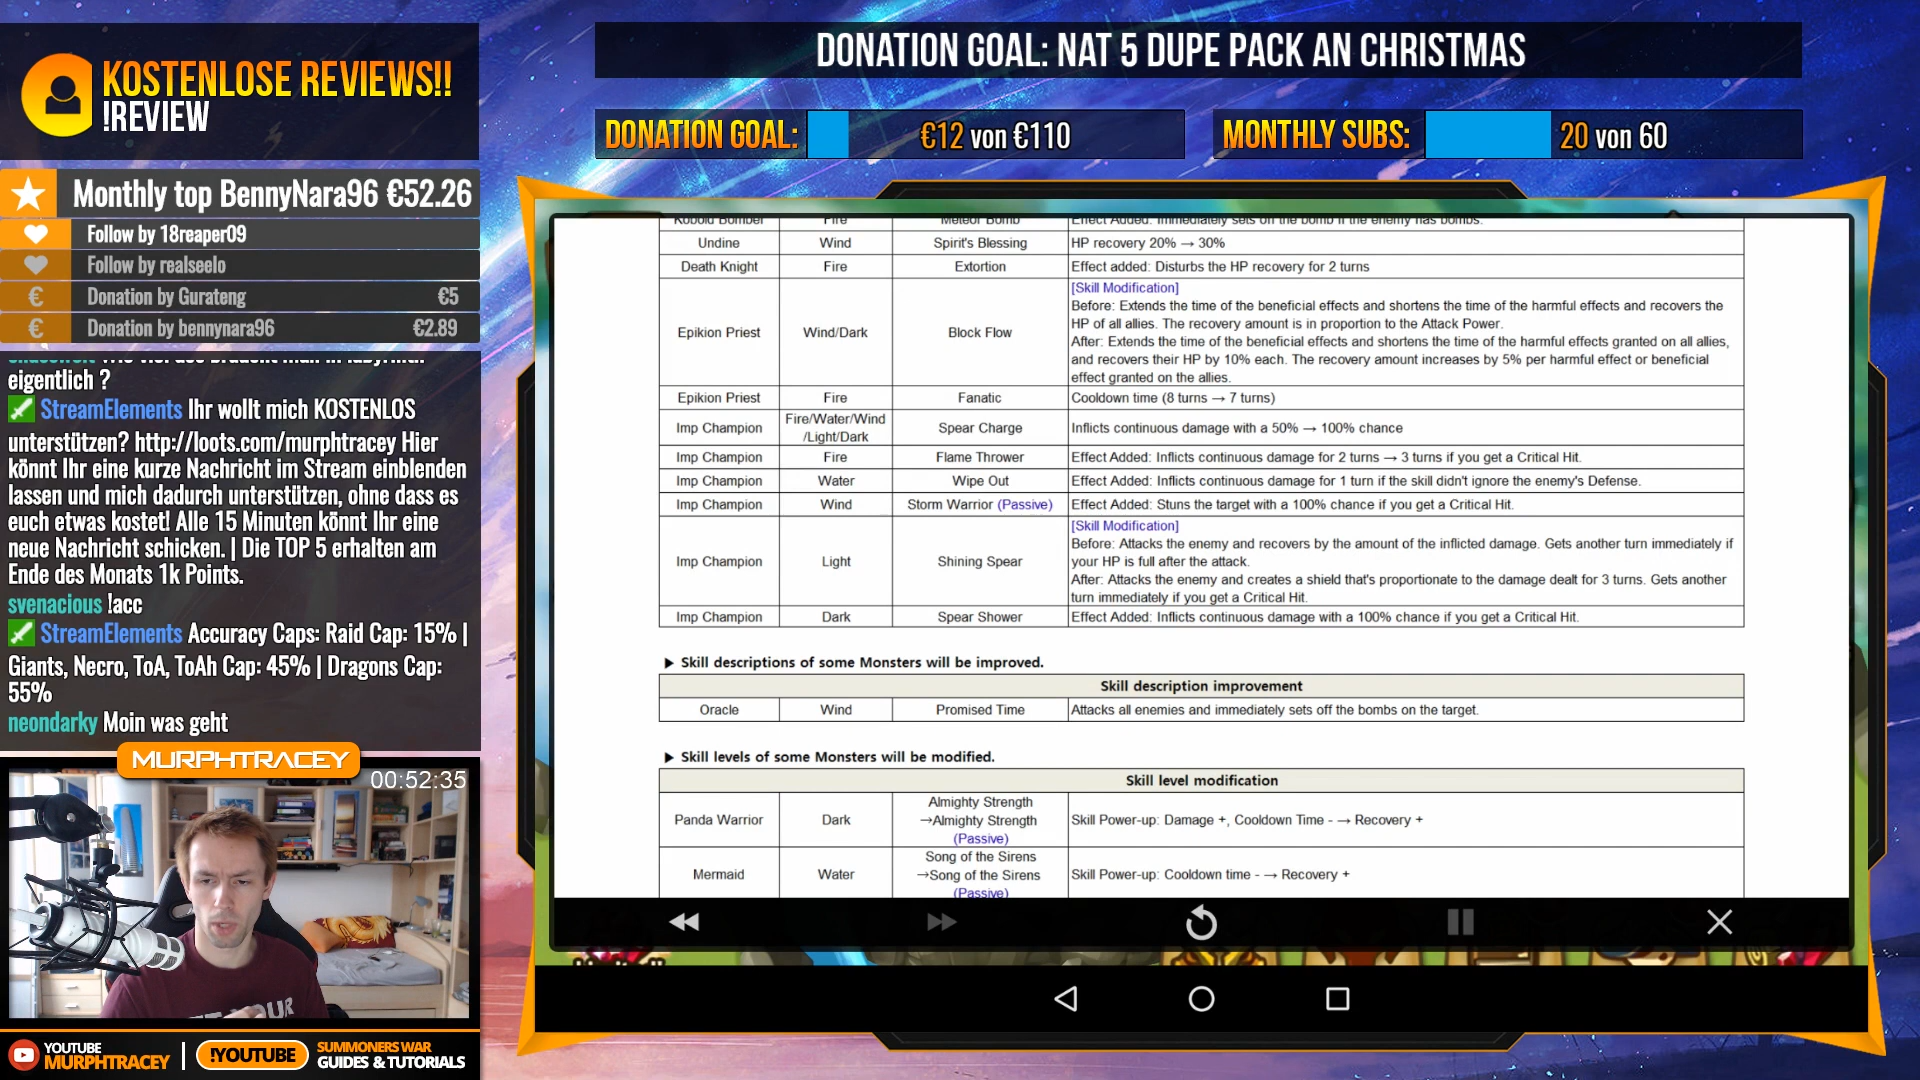 KOSTENLOSE REVIEWS!!
!REVIEW
Monthly top BennyNara96 €52.26
Follow by 18reaper09
Follow by realseelo
Donation by Gurateng €5
Donation by bennynara96 €2.89
eigentlich ?
StreamElements Ihr wollt mich KOSTENLOS
unterstützen? http://loots.com/murphtracey Hier
könnt Ihr eine kurze Nachricht im Stream einblenden
lassen und mich dadurch unterstützen, ohne dass es
euch etwas kostet! Alle 15 Minuten könnt Ihr eine
neue Nachricht schicken. | Die TOP 5 erhalten am
Ende des Monats 1k Points.
svenacious !acc
StreamElements Accuracy Caps: Raid Cap: 15% |
Giants, Necro, ToA, ToAh Cap: 45% | Dragons Cap:
55%
neondarky Moin was geht
MURPHTRACEY
00:52:35
YOUTUBE
MURPHTRACEY
!YOUTUBE
SUMMONERS WAR
GUIDES & TUTORIALS
DONATION GOAL: NAT 5 DUPE PACK AN CHRISTMAS
DONATION GOAL: €12 von €110
MONTHLY SUBS: 20 von 60
Kobold Bomber Fire Meteor Bomb Effect Added: Immediately sets off the bomb if the enemy has bombs.
Undine Wind Spirit's Blessing HP recovery 20% → 30%
Death Knight Fire Extortion Effect added: Disturbs the HP recovery for 2 turns
Epikion Priest Wind/Dark Block Flow [Skill Modification]
Before: Extends the time of the beneficial effects and shortens the time of the harmful effects and recovers the
HP of all allies. The recovery amount is in proportion to the Attack Power.
After: Extends the time of the beneficial effects and shortens the time of the harmful effects granted on all allies,
and recovers their HP by 10% each. The recovery amount increases by 5% per harmful effect or beneficial
effect granted on the allies.
Epikion Priest Fire Fanatic Cooldown time (8 turns → 7 turns)
Imp Champion Fire/Water/Wind
/Light/Dark Spear Charge Inflicts continuous damage with a 50% → 100% chance
Imp Champion Fire Flame Thrower Effect Added: Inflicts continuous damage for 2 turns → 3 turns if you get a Critical Hit.
Imp Champion Water Wipe Out Effect Added: Inflicts continuous damage for 1 turn if the skill didn't ignore the enemy's Defense.
Imp Champion Wind Storm Warrior (Passive) Effect Added: Stuns the target with a 100% chance if you get a Critical Hit.
Imp Champion Light Shining Spear [Skill Modification]
Before: Attacks the enemy and recovers by the amount of the inflicted damage. Gets another turn immediately if
your HP is full after the attack.
After: Attacks the enemy and creates a shield that's proportionate to the damage dealt for 3 turns. Gets another
turn immediately if you get a Critical Hit.
Imp Champion Dark Spear Shower Effect Added: Inflicts continuous damage with a 100% chance if you get a Critical Hit.
▶ Skill descriptions of some Monsters will be improved.
Skill description improvement
Oracle Wind Promised Time Attacks all enemies and immediately sets off the bombs on the target.
▶ Skill levels of some Monsters will be modified.
Skill level modification
Panda Warrior Dark Almighty Strength
→Almighty Strength
(Passive) Skill Power-up: Damage +, Cooldown Time - → Recovery +
Mermaid Water Song of the Sirens
→Song of the Sirens
(Passive) Skill Power-up: Cooldown time - → Recovery +